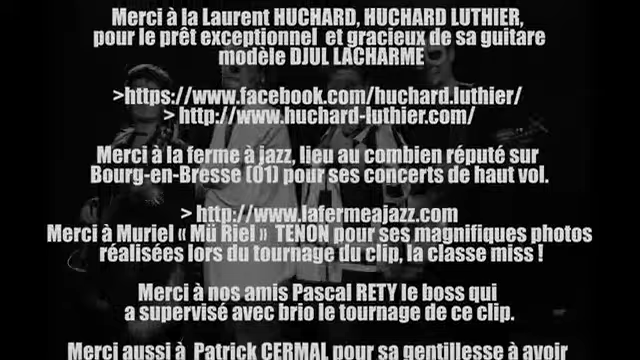 Merci à la Laurent HUCHARD, HUCHARD LUTHIER,
pour le prêt exceptionnel et gracieux de sa guitare
modèle DJUL LACHARME
>https://www.facebook.com/huchard.luthier/
> http://www.huchard-luthier.com/
Merci à la ferme à jazz, lieu au combien réputé sur
Bourg-en-Bresse (01) pour ses concerts de haut vol.
> http://www.lafermeajazz.com
Merci à Muriel « Mü Riel » TENON pour ses magnifiques photos
réalisées lors du tournage du clip, la classe miss !
Merci à nos amis Pascal RETY le boss qui
a supervisé avec brio le tournage de ce clip.
Merci aussi à Patrick CERMAL pour sa gentillesse à avoir